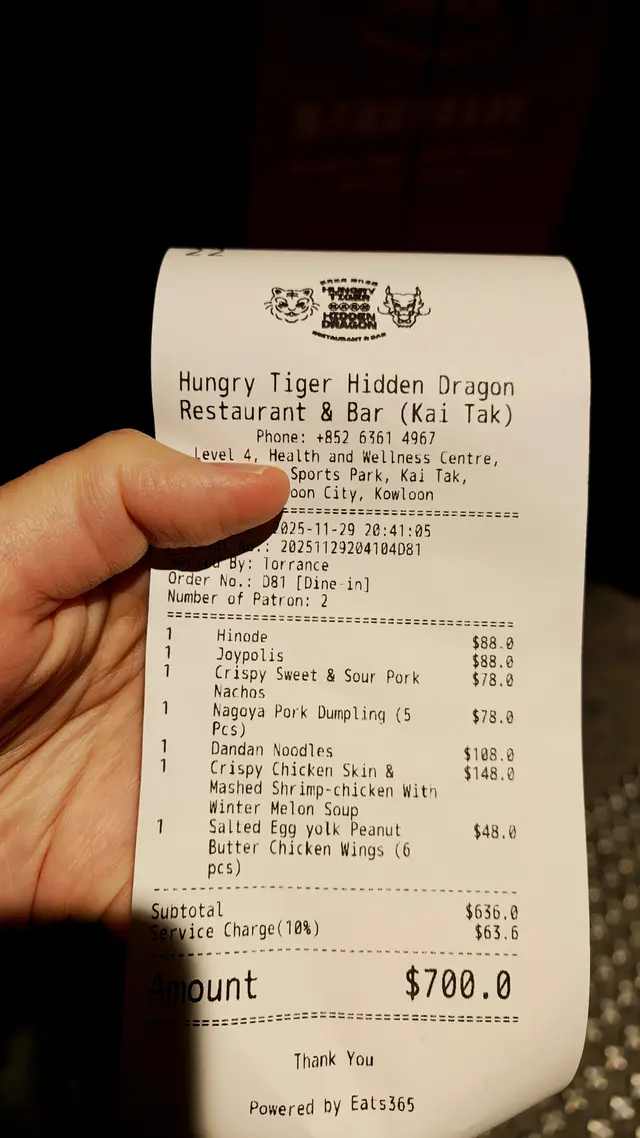 22
HUNGRY
TIGER
HIDDEN
DRAGON
RESTAURANT & BAR
Hungry Tiger Hidden Dragon
Restaurant & Bar (Kai Tak)
Phone: +852 6361 4967
Level 4, Health and Wellness Centre,
Sports Park, Kai Tak,
oon City, Kowloon
025-11-29 20:41:05
: 20251129204104D81
By: Torrance
Order No.: D81 [Dine-in]
Number of Patron: 2
1 Hinode $88.0
1 Joypolis $88.0
1 Crispy Sweet & Sour Pork $78.0
Nachos
1 Nagoya Pork Dumpling (5 $78.0
Pcs)
1 Dandan Noodles $108.0
1 Crispy Chicken Skin & $148.0
Mashed Shrimp-chicken With
Winter Melon Soup
1 Salted Egg yolk Peanut $48.0
Butter Chicken Wings (6
pcs)
Subtotal $636.0
Service Charge(10%) $63.6
Amount $700.0
Thank You
Powered by Eats365